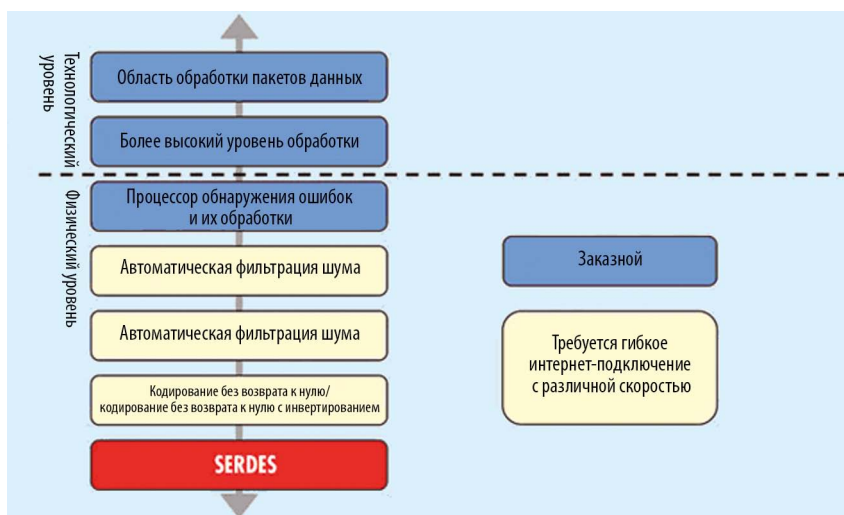 Технологический
уровень
Область обработки пакетов данных
Более высокий уровень обработки
Физический уровень
Процессор обнаружения ошибок
и их обработки
Автоматическая фильтрация шума
Автоматическая фильтрация шума
Кодирование без возврата к нулю/
кодирование без возврата к нулю с инвертированием
SERDES
Заказной
Требуется гибкое
интернет-подключение
с различной скоростью